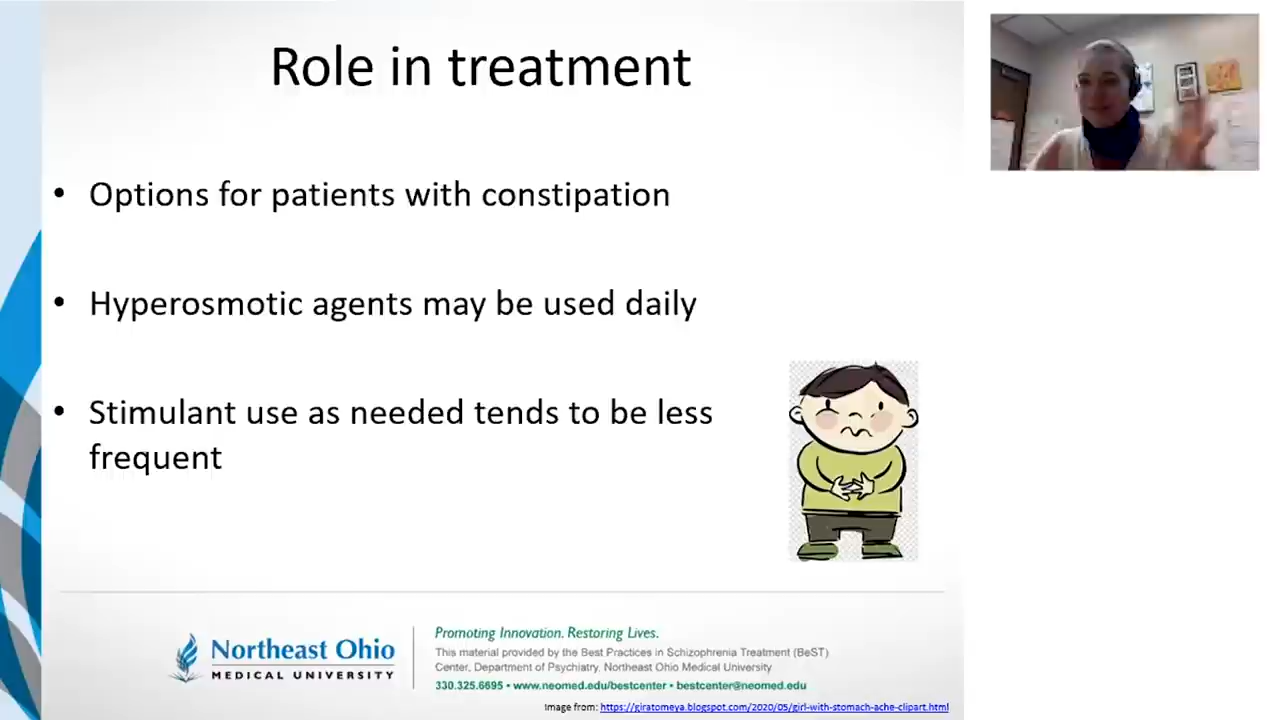 Role in treatment
• Options for patients with constipation
• Hyperosmotic agents may be used daily
• Stimulant use as needed tends to be less
frequent
Northeast Ohio
MEDICAL UNIVERSITY
Promoting Innovation. Restoring Lives.
This material provided by the Best Practices in Schizophrenia Treatment (BeST)
Center, Department of Psychiatry, Northeast Ohio Medical University
330.325.6695 • www.neomed.edu/bestcenter • bestcenter@neomed.edu
Image from: https://giratomeya.blogspot.com/2020/05/girl-with-stomach-ache-clipart.html